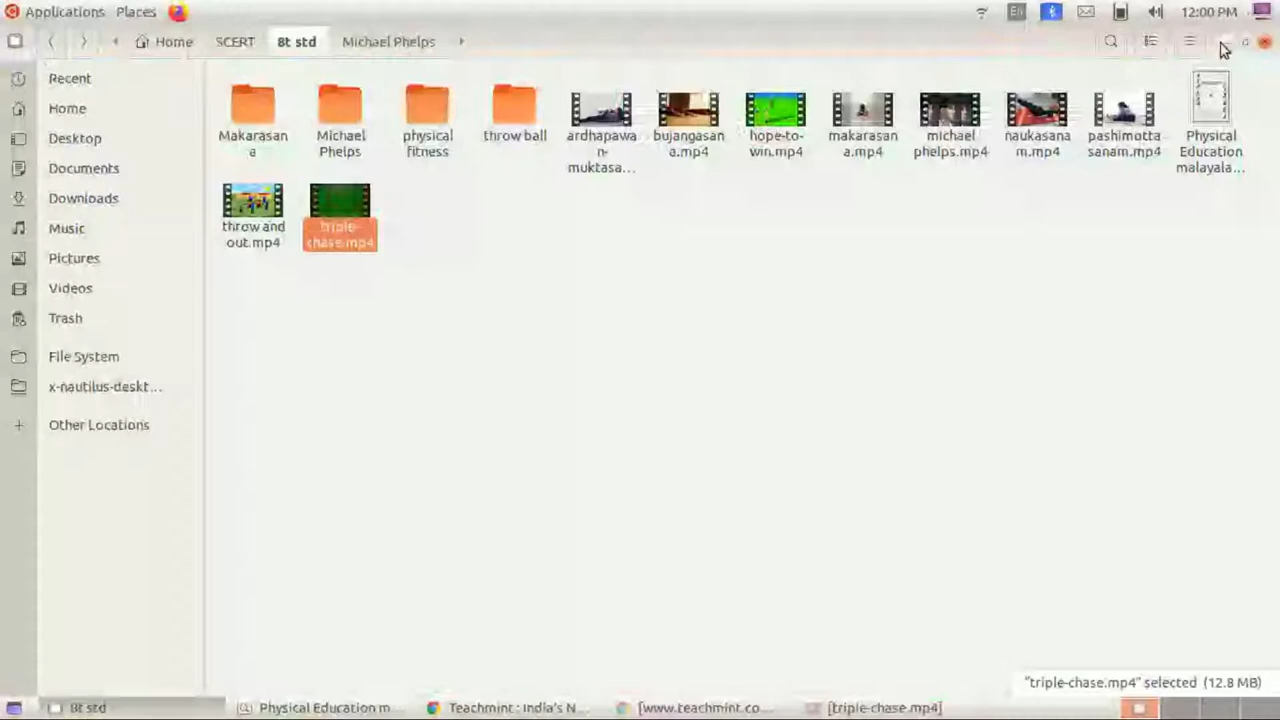 Applications Places 12:00 PM
EN
Home SCERT 8t std Michael Phelps
Recent
Home
Desktop
Documents
Downloads
Music
Pictures
Videos
Trash
File System
x-nautilus-deskt...
Other Locations
Makarasan
a
Michael
Phelps
physical
fitness
throw ball
ardhapawa
n-
muktasa...
bujangasan
a.mp4
hope-to-
win.mp4
makarasan
a.mp4
michael
phelps.mp4
naukasana
m.mp4
pashimotta
sanam.mp4
Physical
Education
malayala...
throw and
out.mp4
triple-
chase.mp4
"triple-chase.mp4" selected (12.8 MB)
8t std
Physical Education m...
Teachmint : India's N...
[www.teachmint.co...
[triple-chase.mp4]